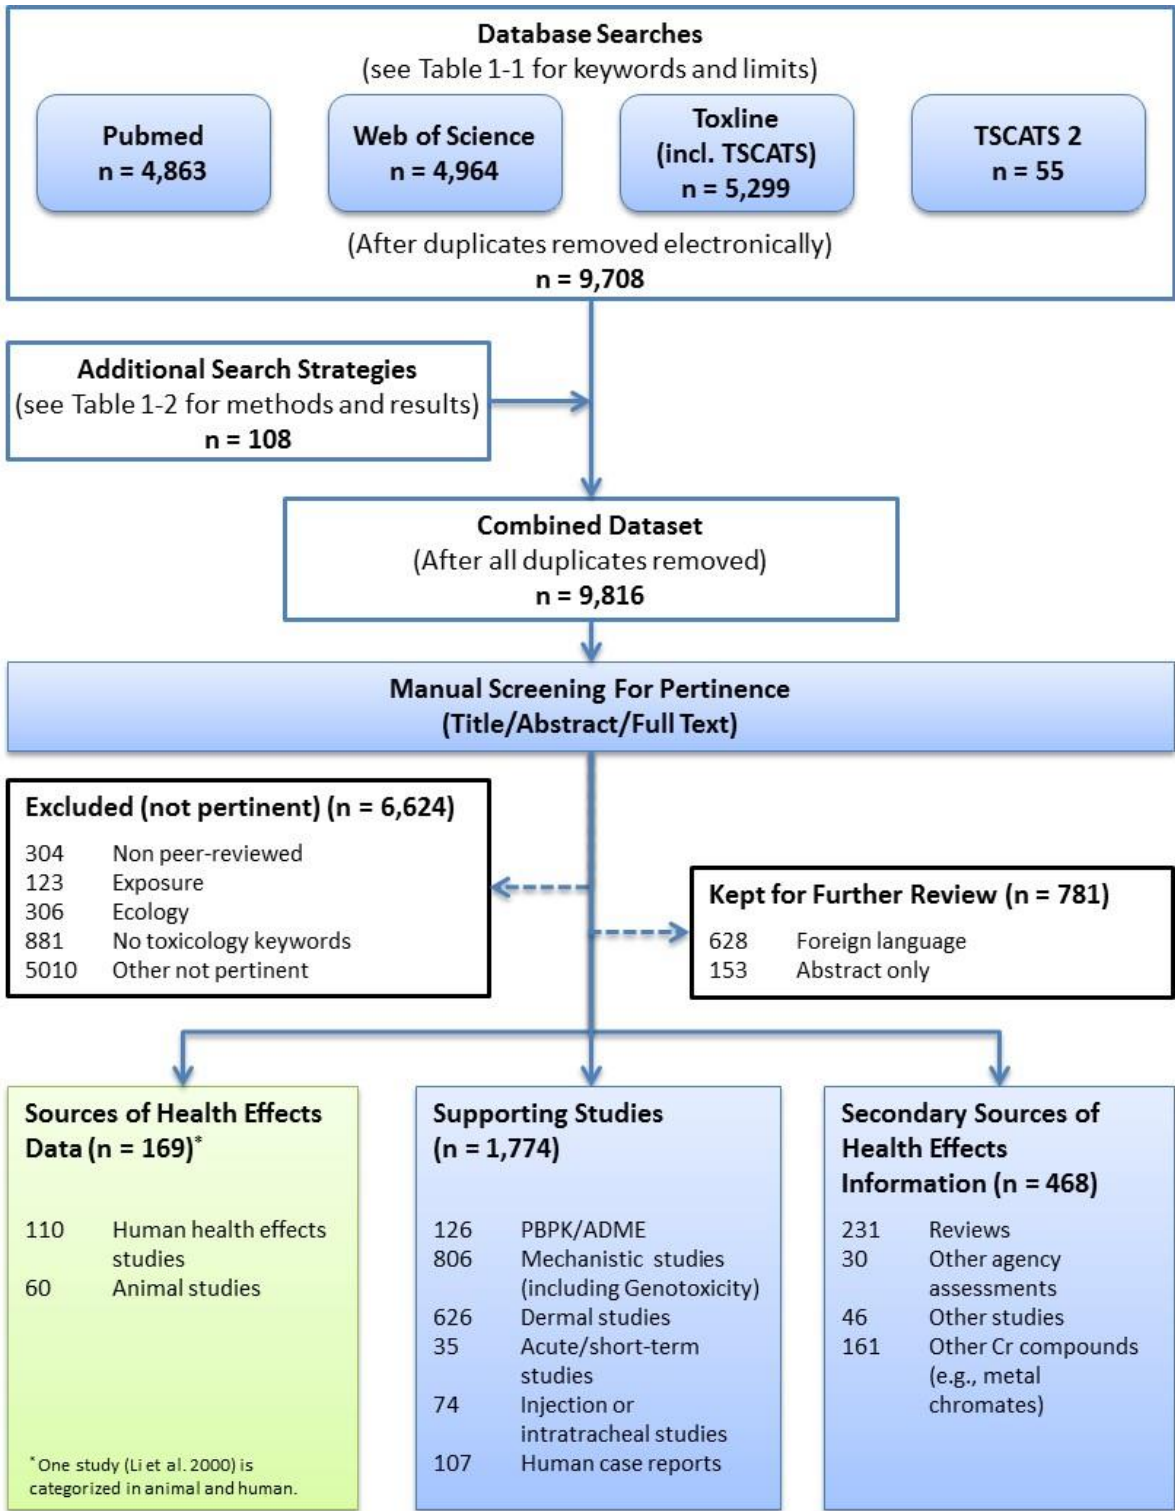 Database Searches
(see Table 1-1 for keywords and limits)
Pubmed
n = 4,863
Web of Science
n = 4,964
Toxline
(incl. TSCATS)
n = 5,299
TSCATS 2
n = 55
(After duplicates removed electronically)
n = 9,708
Additional Search Strategies
(see Table 1-2 for methods and results)
n = 108
Combined Dataset
(After all duplicates removed)
n = 9,816
Manual Screening For Pertinence
(Title/Abstract/Full Text)
Excluded (not pertinent) (n = 6,624)
304 Non peer-reviewed
123 Exposure
306 Ecology
881 No toxicology keywords
5010 Other not pertinent
Kept for Further Review (n = 781)
628 Foreign language
153 Abstract only
Sources of Health Effects
Data (n = 169)*
110 Human health effects
studies
60 Animal studies
*One study (Li et al. 2000) is
categorized in animal and human.
Supporting Studies
(n = 1,774)
126 PBPK/ADME
806 Mechanistic studies
(including Genotoxicity)
626 Dermal studies
35 Acute/short-term
studies
74 Injection or
intratracheal studies
107 Human case reports
Secondary Sources of
Health Effects
Information (n = 468)
231 Reviews
30 Other agency
assessments
46 Other studies
161 Other Cr compounds
(e.g., metal
chromates)